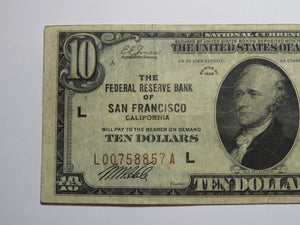 NATIONAL CURRENCY
10
THE UNITED STATES OF
A
THE
FEDERAL RESERVE BANK
OF
SAN FRANCISCO
CALIFORNIA
L
WILL PAY TO THE BEARER ON DEMAND
TEN DOLLARS
L00758857A L
10 TEN DOLLA